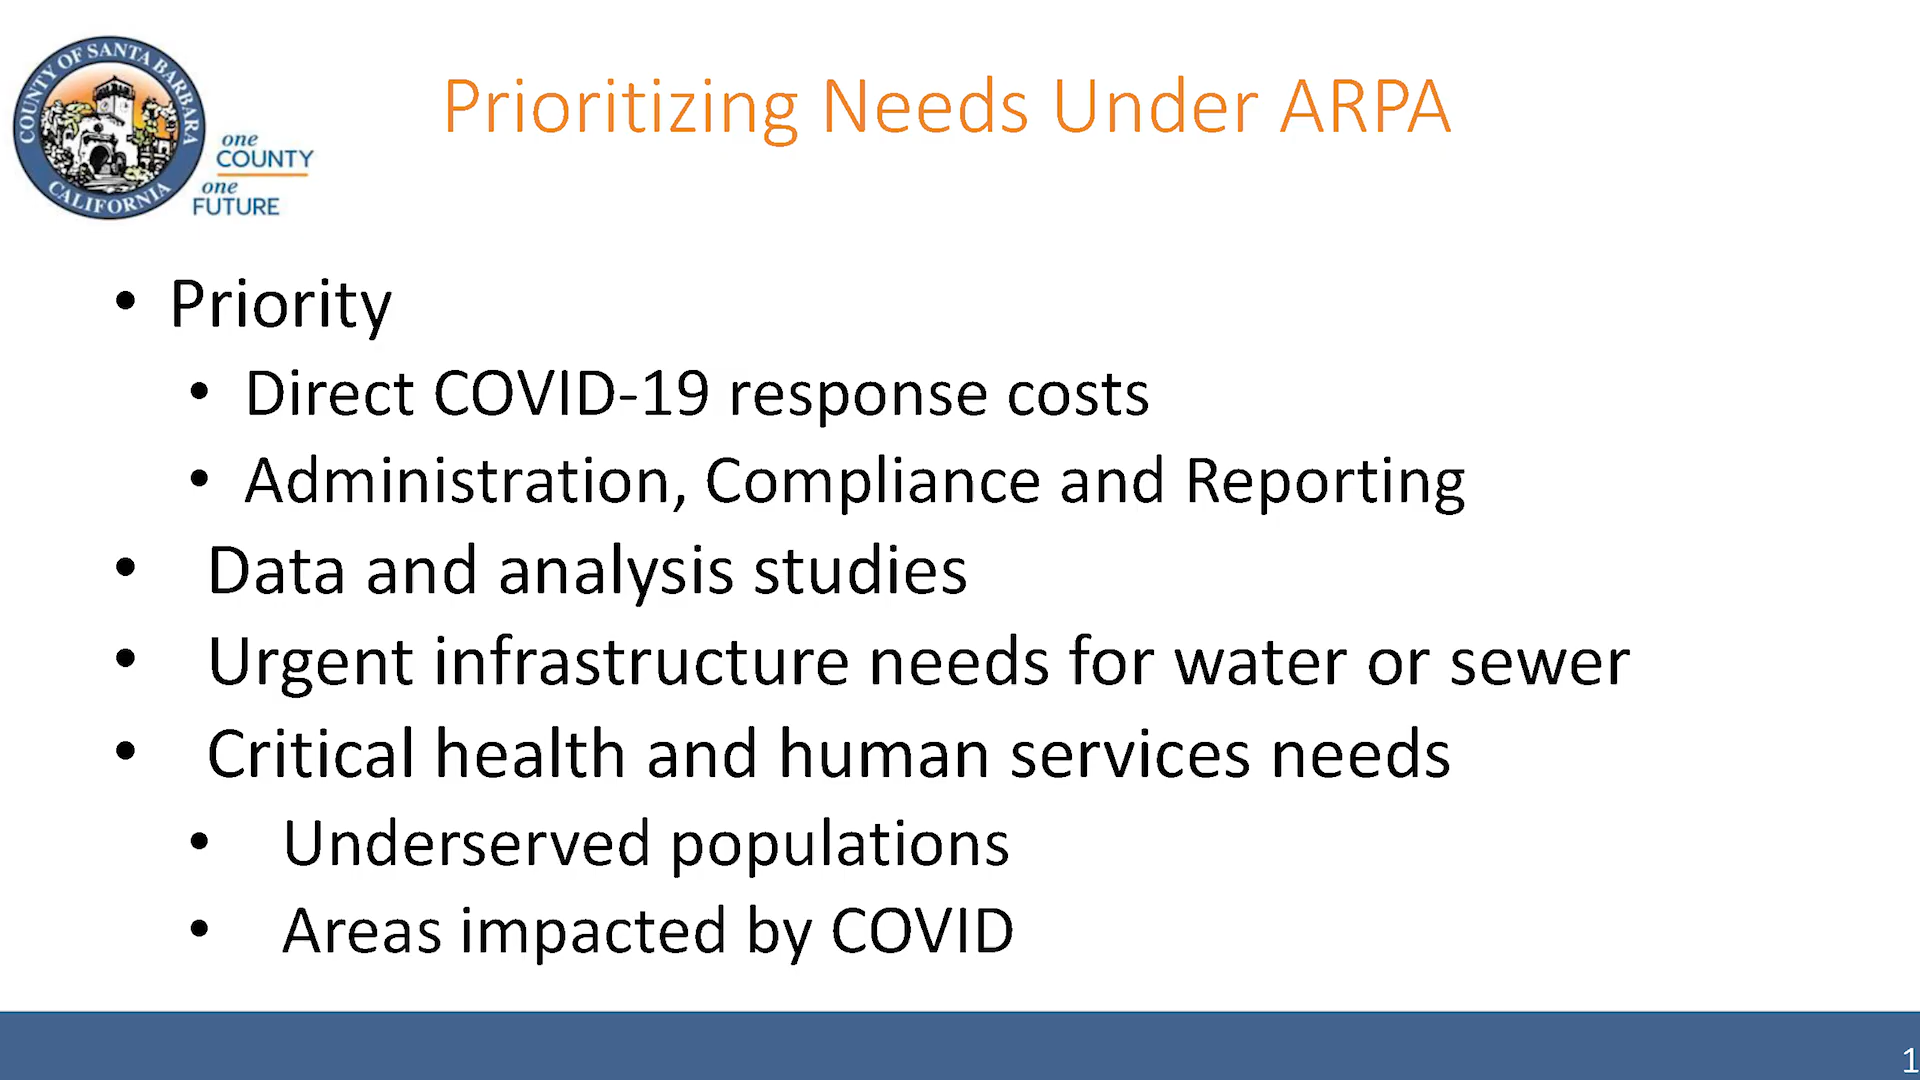 COUNTY OF SANTA BARBARA
CALIFORNIA
one
COUNTY
one
FUTURE
Prioritizing Needs Under ARPA
• Priority
• Direct COVID-19 response costs
• Administration, Compliance and Reporting
• Data and analysis studies
• Urgent infrastructure needs for water or sewer
• Critical health and human services needs
• Underserved populations
• Areas impacted by COVID
1